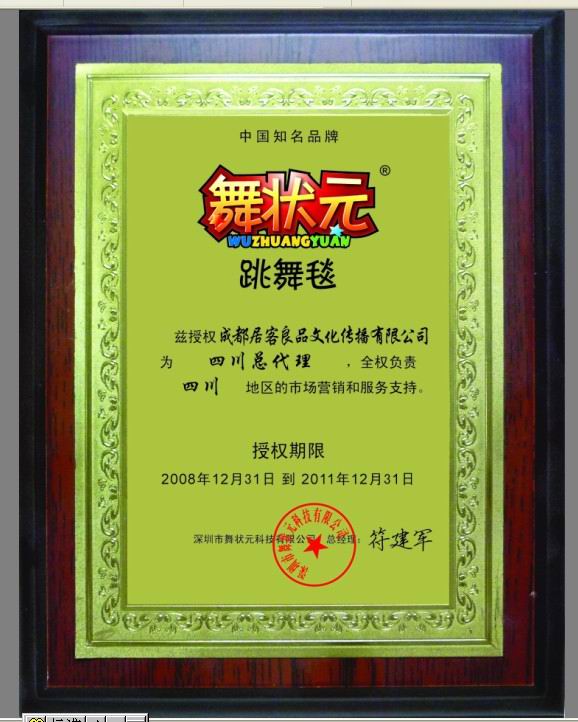 中国知名品牌
舞状元®
WUZHUANGYUAN
跳舞毯
兹授权成都居客良品文化传播有限公司
为 四川总代理 ，全权负责
四川 地区的市场营销和服务支持。
授权期限
2008年12月31日 到 2011年12月31日
深圳市舞状元科技有限公司 总经理：符建军
深圳市舞状元科技有限公司